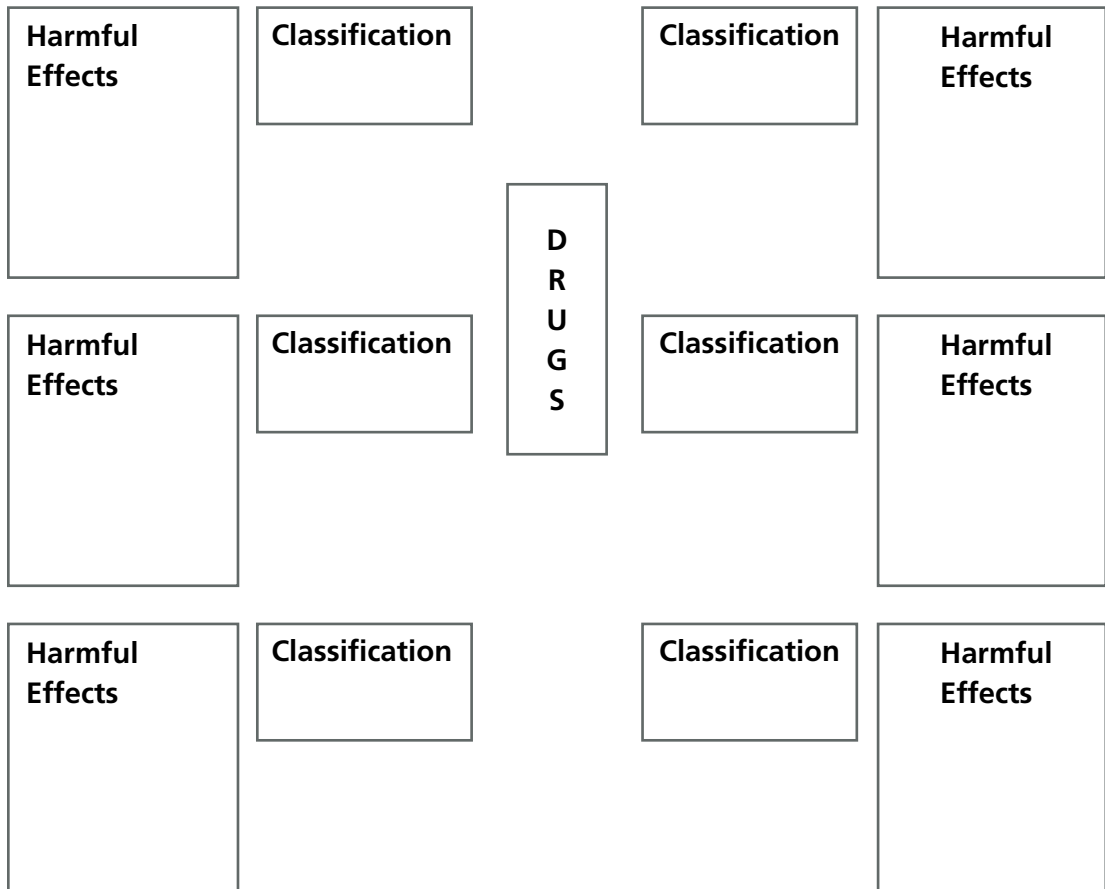 Harmful
Effects
Classification
Classification
Harmful
Effects
D
R
U
G
S
Harmful
Effects
Classification
Classification
Harmful
Effects
Harmful
Effects
Classification
Classification
Harmful
Effects